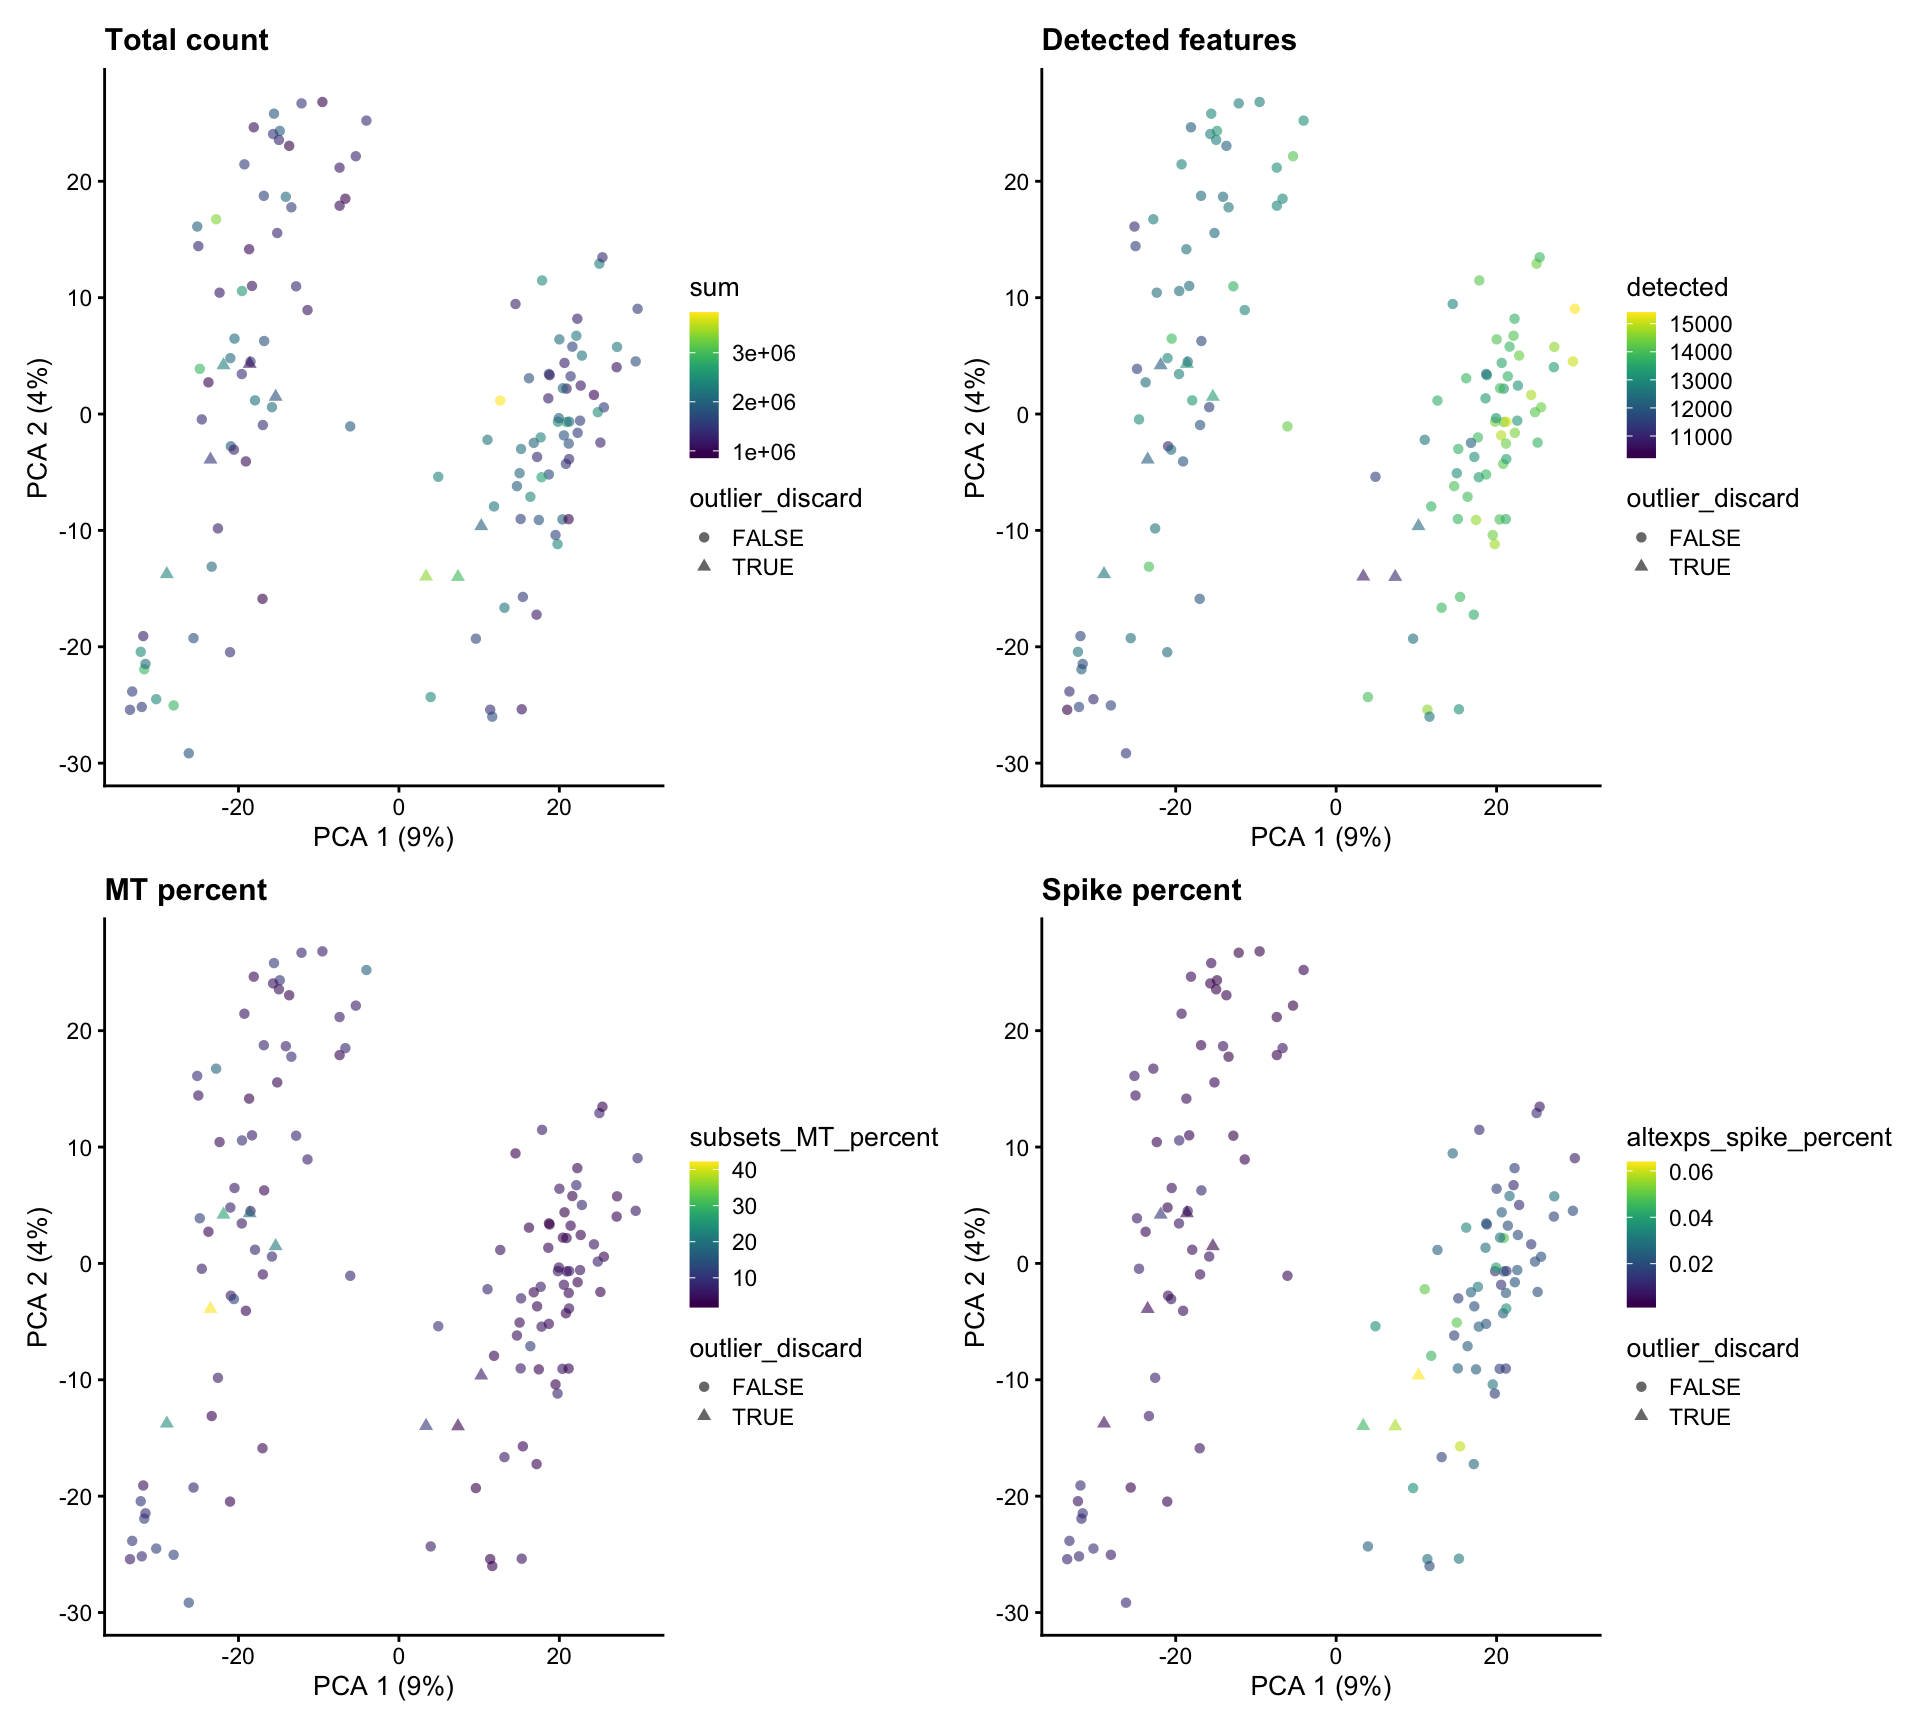 Total count
20
10
0
-10
-20
-30
PCA 2 (4%)
-20 0 20
PCA 1 (9%)
sum
3e+06
2e+06
1e+06
outlier_discard
FALSE
TRUE
Detected features
20
10
0
-10
-20
-30
PCA 2 (4%)
-20 0 20
PCA 1 (9%)
detected
15000
14000
13000
12000
11000
outlier_discard
FALSE
TRUE
MT percent
20
10
0
-10
-20
-30
PCA 2 (4%)
-20 0 20
PCA 1 (9%)
subsets_MT_percent
40
30
20
10
outlier_discard
FALSE
TRUE
Spike percent
20
10
0
-10
-20
-30
PCA 2 (4%)
-20 0 20
PCA 1 (9%)
altexps_spike_percent
0.06
0.04
0.02
outlier_discard
FALSE
TRUE